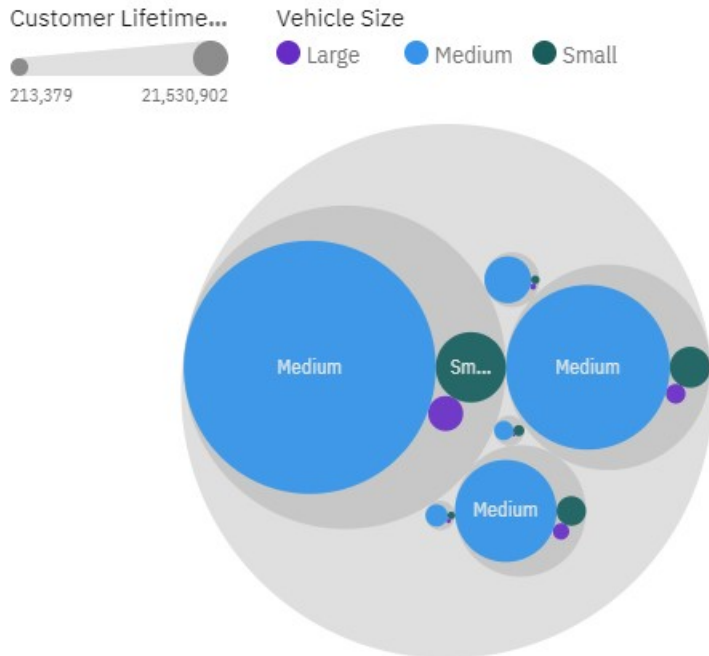 Customer Lifetime...
213,379 21,530,902
Vehicle Size
Large Medium Small
Medium
Sm...
Medium
Medium